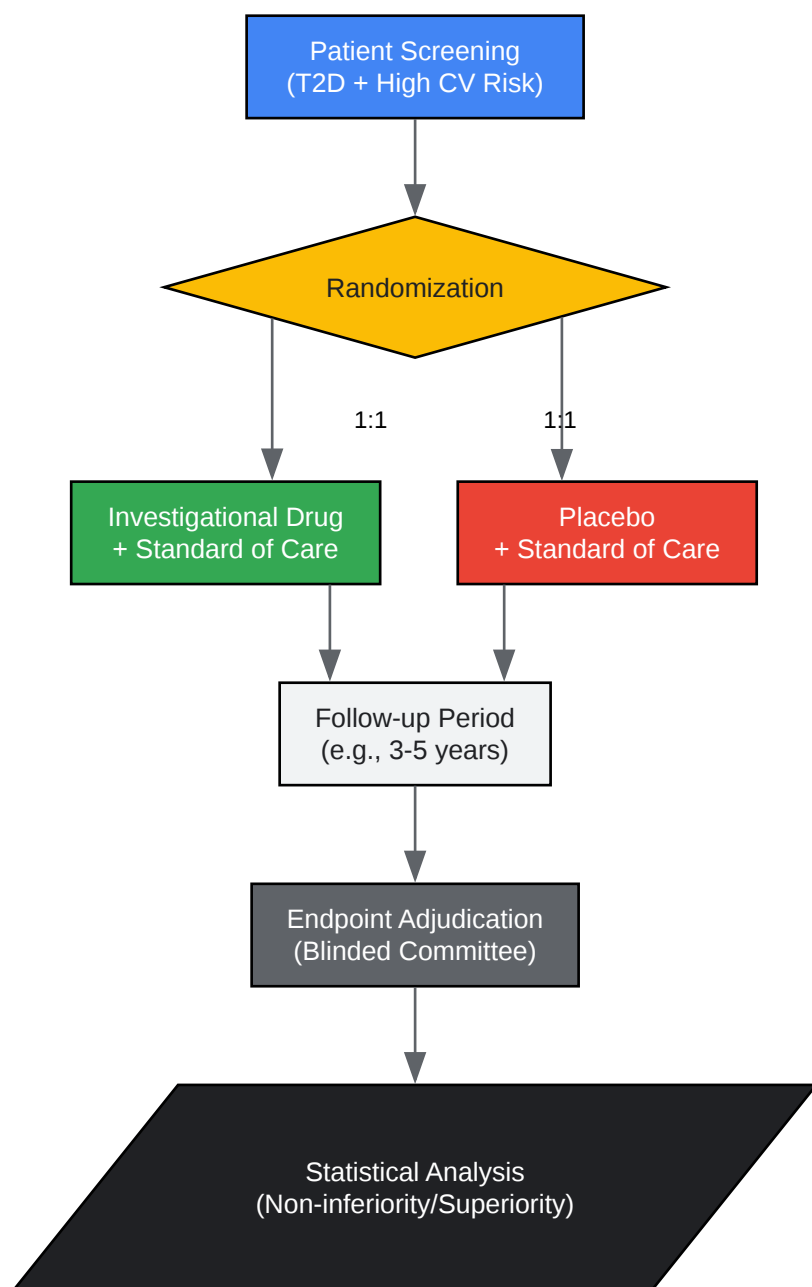 Patient Screening
(T2D + High CV Risk)
Randomization
1:1
1:1
Investigational Drug
+ Standard of Care
Placebo
+ Standard of Care
Follow-up Period
(e.g., 3-5 years)
Endpoint Adjudication
(Blinded Committee)
Statistical Analysis
(Non-inferiority/Superiority)